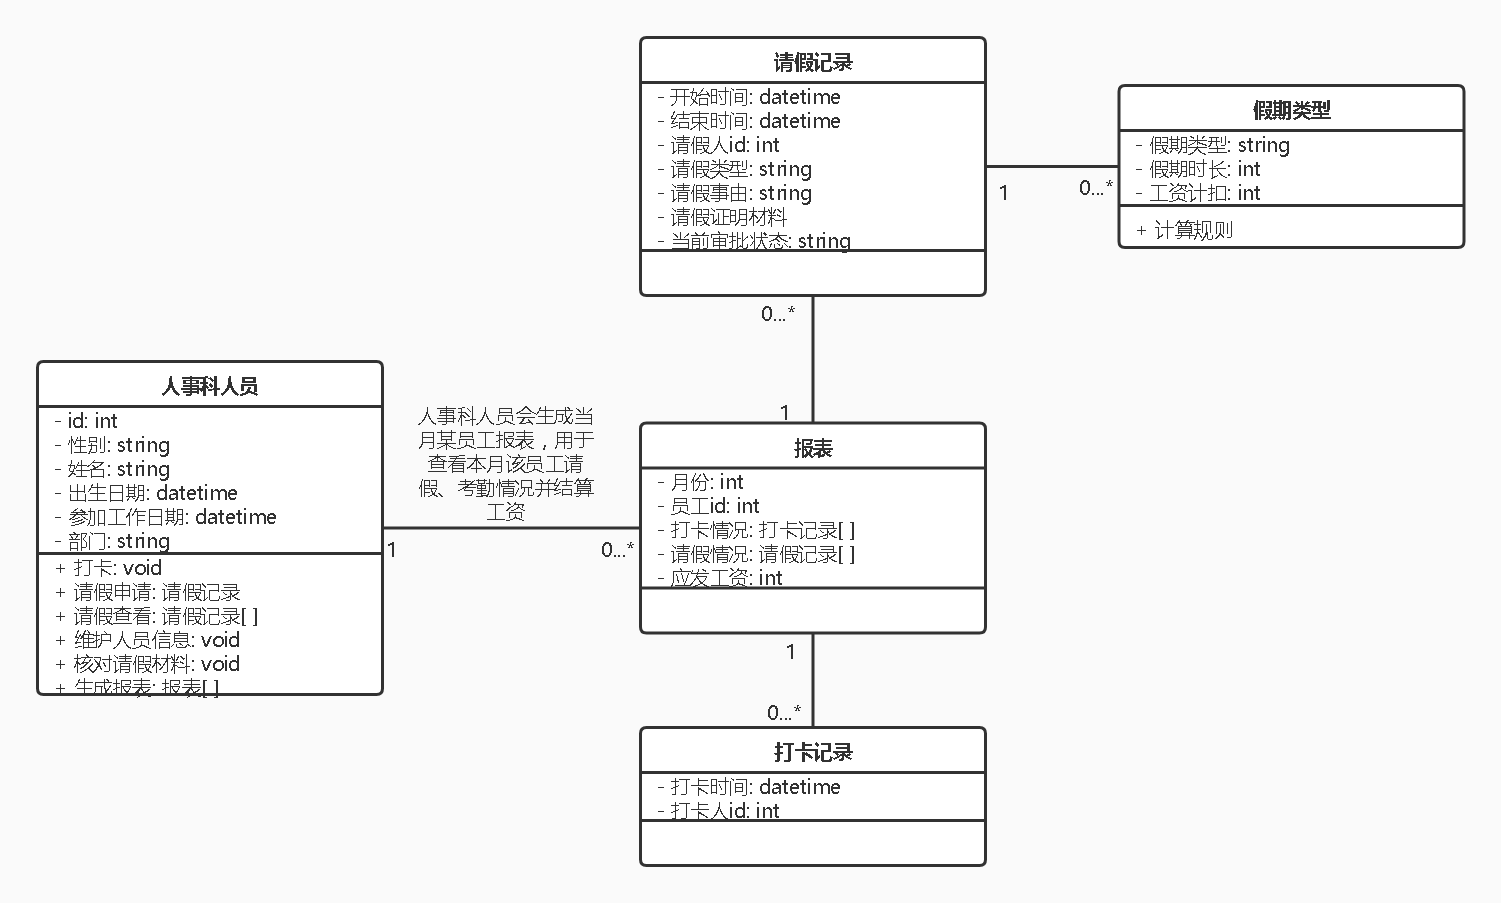 请假记录
- 开始时间: datetime
- 结束时间: datetime
- 请假人id: int
- 请假类型: string
- 请假事由: string
- 请假证明材料
- 当前审批状态: string
假期类型
- 假期类型: string
- 假期时长: int
- 工资计扣: int
+ 计算规则
1
0...*
0...*
1
人事科人员
- id: int
- 性别: string
- 姓名: string
- 出生日期: datetime
- 参加工作日期: datetime
- 部门: string
+ 打卡: void
+ 请假申请: 请假记录
+ 请假查看: 请假记录[ ]
+ 维护人员信息: void
+ 核对请假材料: void
+ 生成报表: 报表[ ]
人事科人员会生成当
月某员工报表，用于
查看本月该员工请
假、考勤情况并结算
工资
1
0...*
报表
- 月份: int
- 员工id: int
- 打卡情况: 打卡记录[ ]
- 请假情况: 请假记录[ ]
- 应发工资: int
1
0...*
打卡记录
- 打卡时间: datetime
- 打卡人id: int